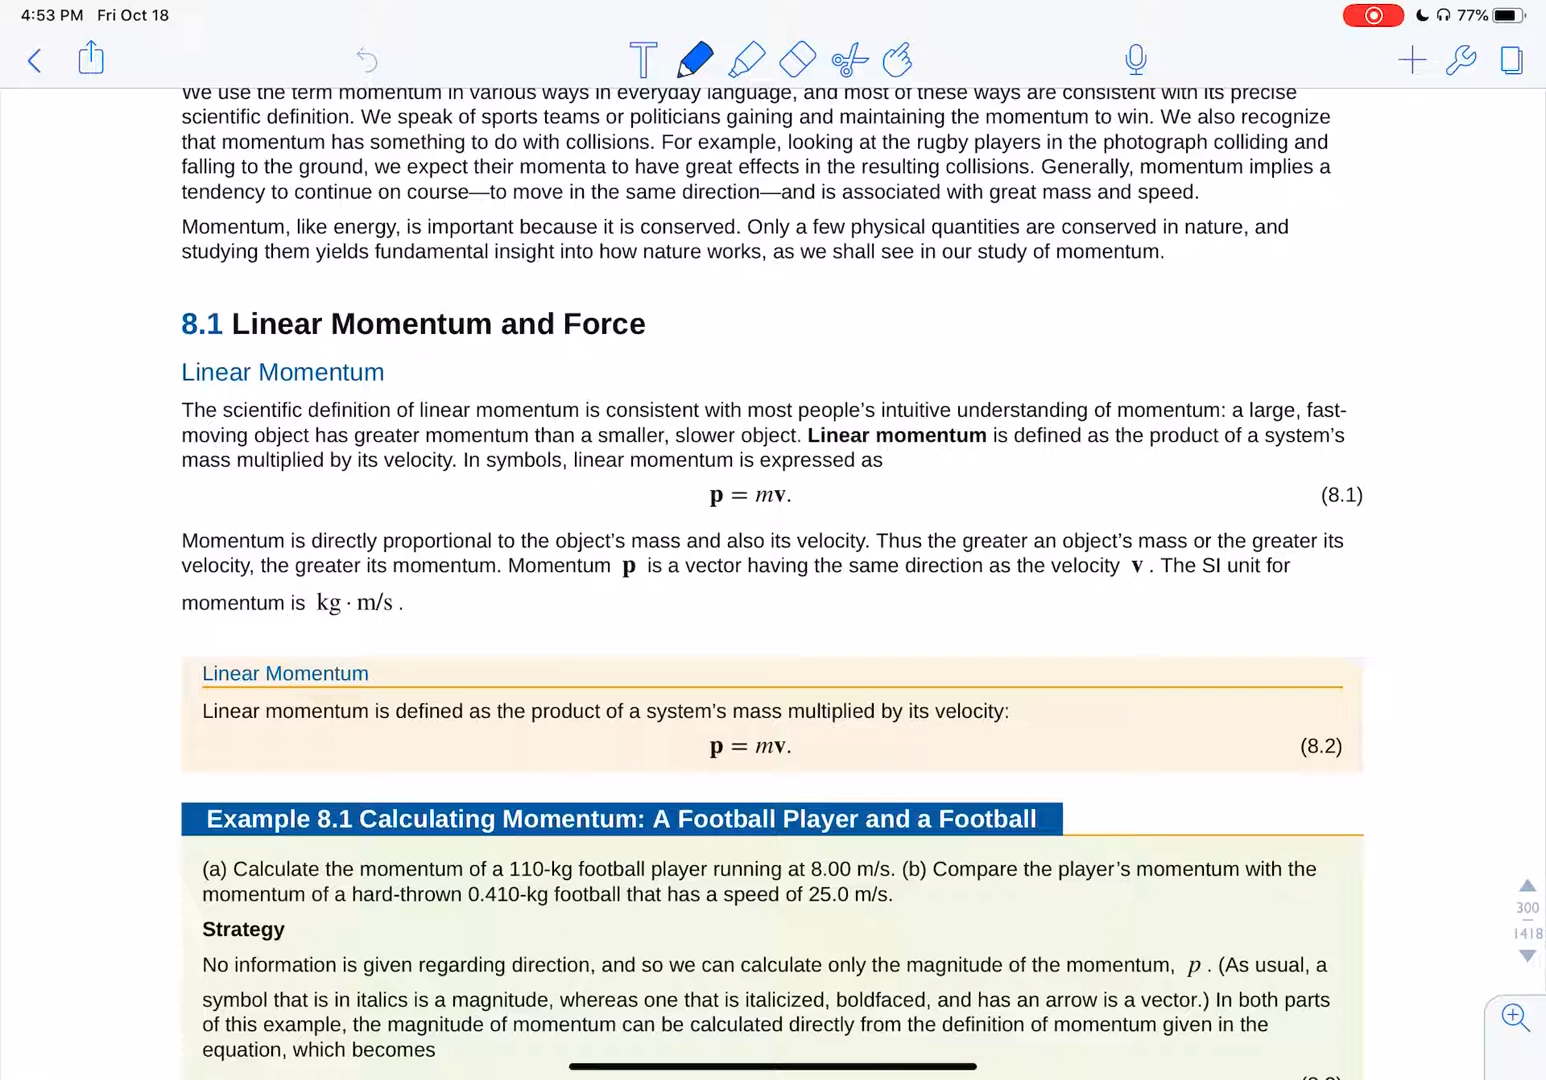 4:53 PM Fri Oct 18
77%
We use the term momentum in various ways in everyday language, and most of these ways are consistent with its precise
scientific definition. We speak of sports teams or politicians gaining and maintaining the momentum to win. We also recognize
that momentum has something to do with collisions. For example, looking at the rugby players in the photograph colliding and
falling to the ground, we expect their momenta to have great effects in the resulting collisions. Generally, momentum implies a
tendency to continue on course—to move in the same direction—and is associated with great mass and speed.
Momentum, like energy, is important because it is conserved. Only a few physical quantities are conserved in nature, and
studying them yields fundamental insight into how nature works, as we shall see in our study of momentum.
8.1 Linear Momentum and Force
Linear Momentum
The scientific definition of linear momentum is consistent with most people's intuitive understanding of momentum: a large, fast-
moving object has greater momentum than a smaller, slower object. Linear momentum is defined as the product of a system's
mass multiplied by its velocity. In symbols, linear momentum is expressed as
p = mv. (8.1)
Momentum is directly proportional to the object's mass and also its velocity. Thus the greater an object's mass or the greater its
velocity, the greater its momentum. Momentum p is a vector having the same direction as the velocity v . The SI unit for
momentum is kg · m/s .
Linear Momentum
Linear momentum is defined as the product of a system's mass multiplied by its velocity:
p = mv. (8.2)
Example 8.1 Calculating Momentum: A Football Player and a Football
(a) Calculate the momentum of a 110-kg football player running at 8.00 m/s. (b) Compare the player's momentum with the
momentum of a hard-thrown 0.410-kg football that has a speed of 25.0 m/s.
Strategy
No information is given regarding direction, and so we can calculate only the magnitude of the momentum, p . (As usual, a
symbol that is in italics is a magnitude, whereas one that is italicized, boldfaced, and has an arrow is a vector.) In both parts
of this example, the magnitude of momentum can be calculated directly from the definition of momentum given in the
equation, which becomes
300
1418